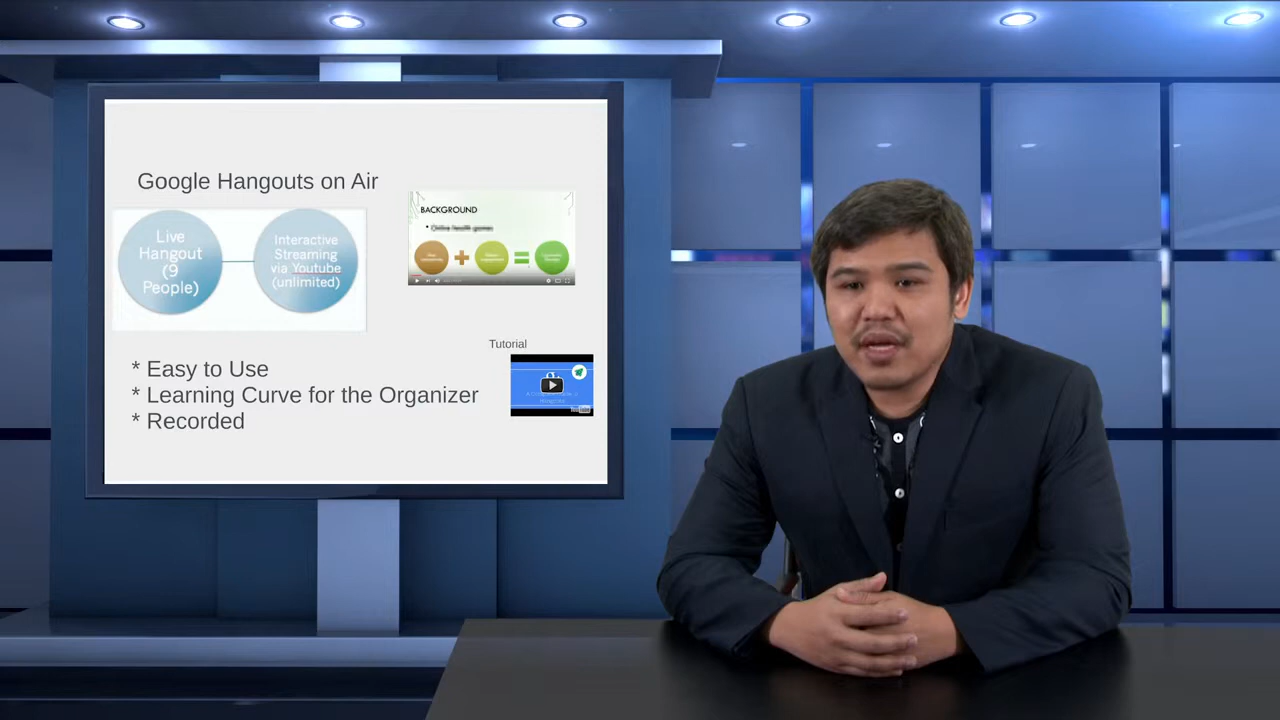 Google Hangouts on Air
Live
Hangout
(9
People)
Interactive
Streaming
via Youtube
(unlimited)
BACKGROUND
Tutorial
* Easy to Use
* Learning Curve for the Organizer
* Recorded